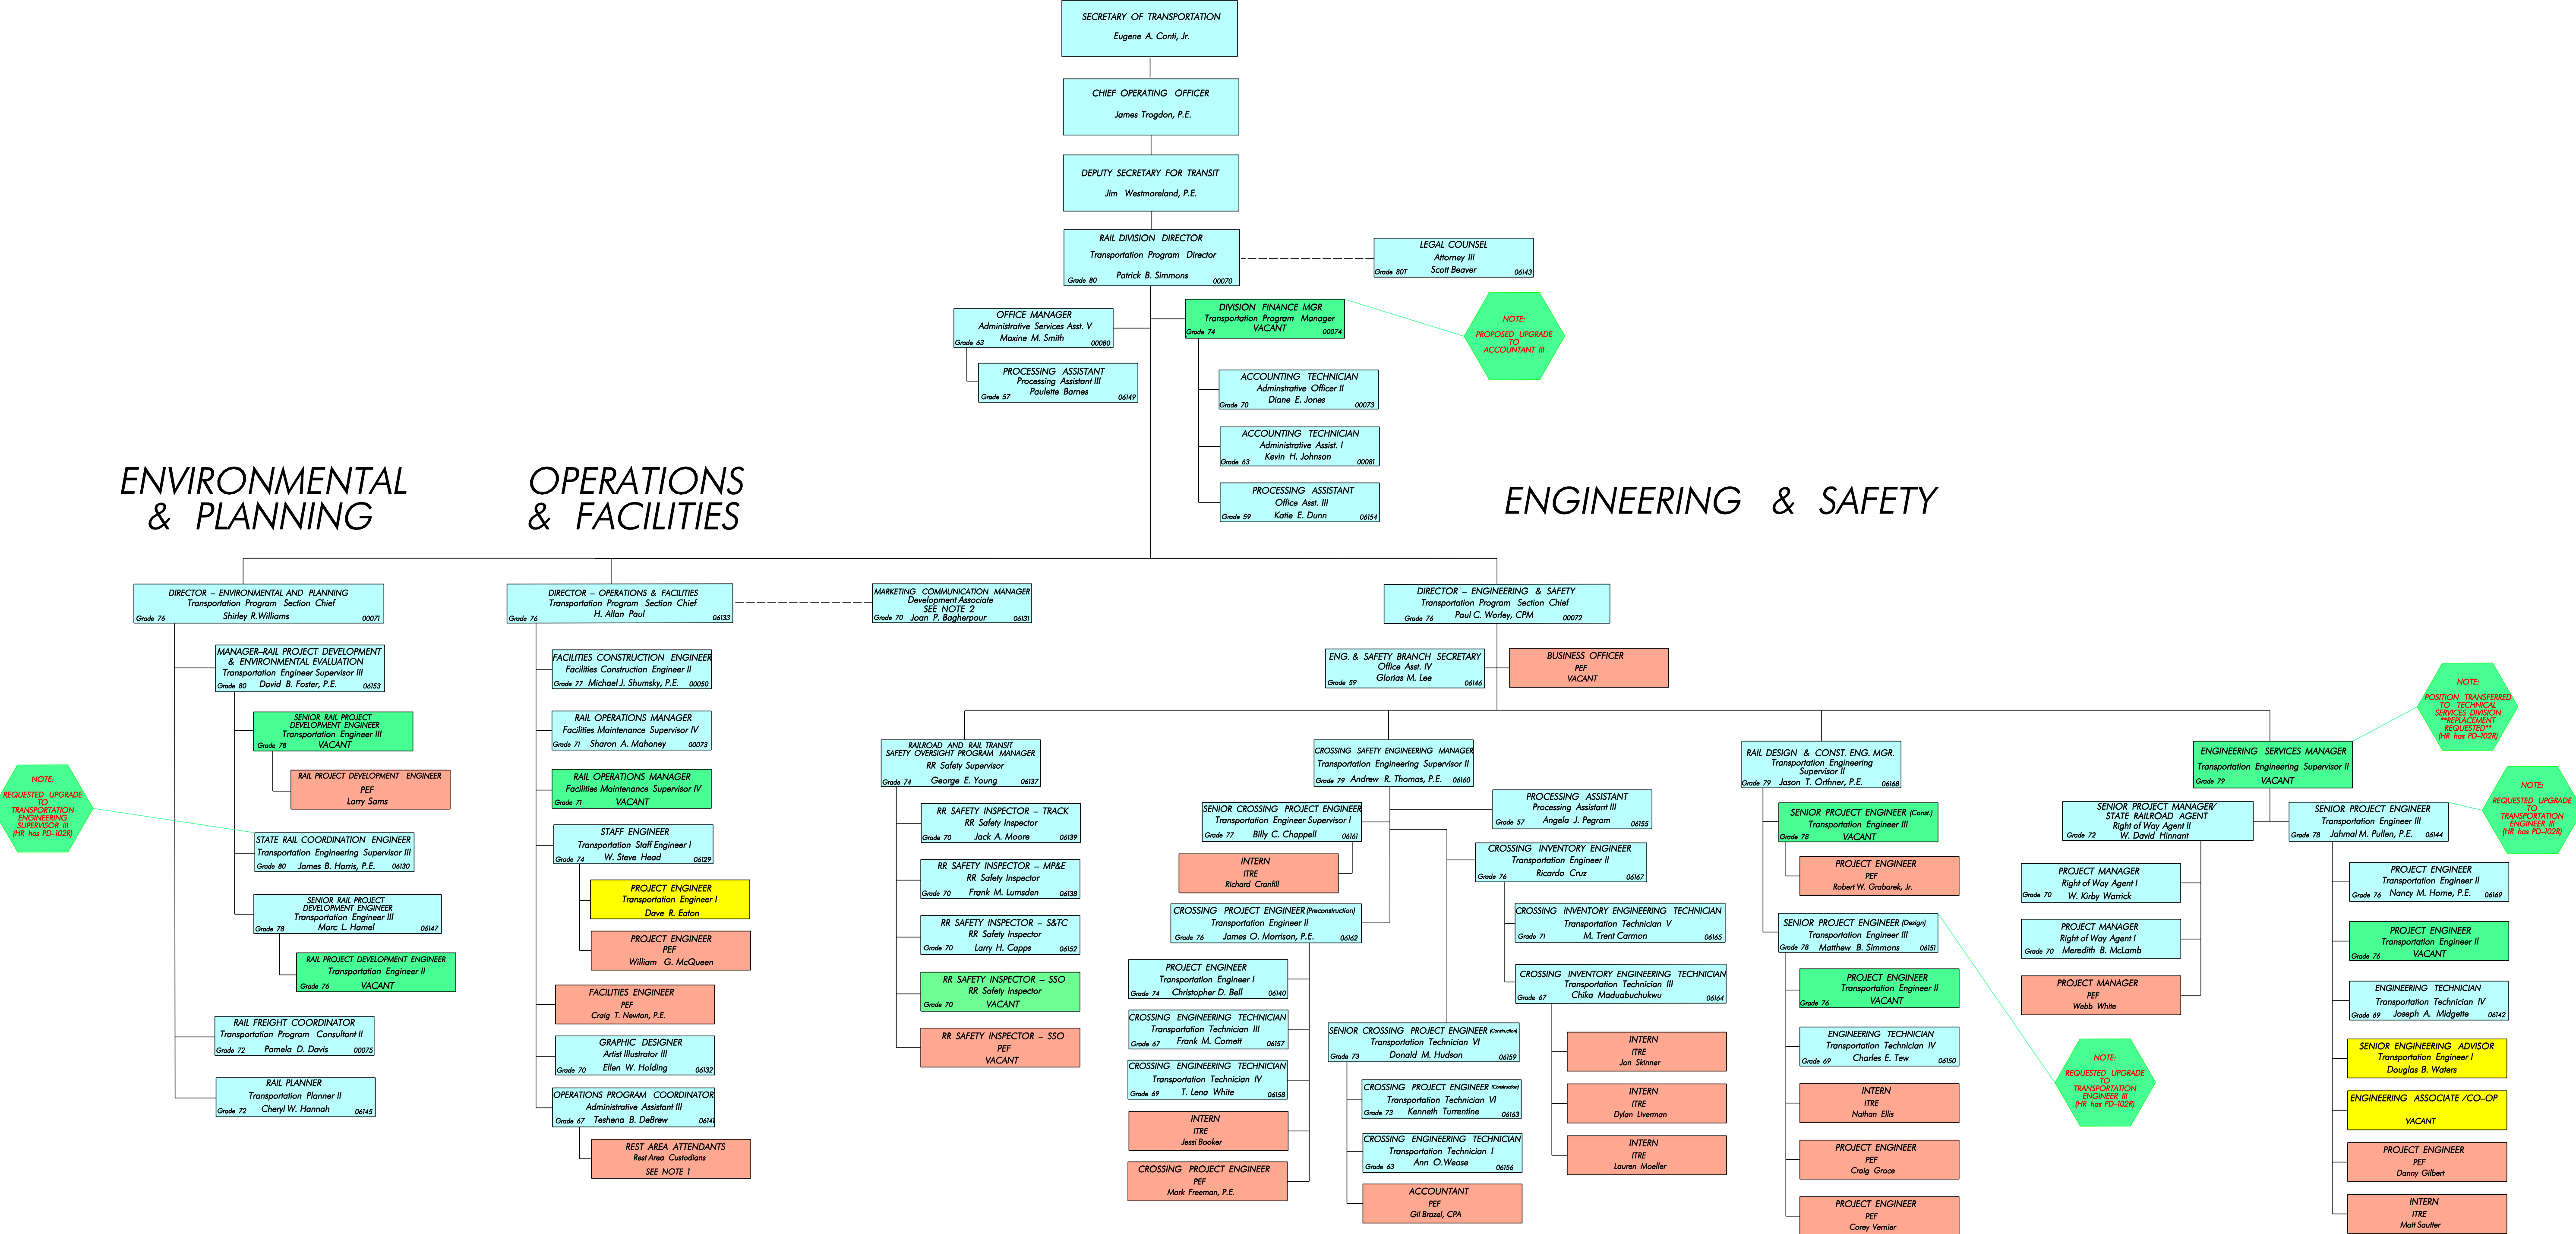 SECRETARY OF TRANSPORTATION
Eugene A. Conti, Jr.
CHIEF OPERATING OFFICER
James Trogdon, P.E.
DEPUTY SECRETARY FOR TRANSIT
Jim Westmoreland, P.E.
RAIL DIVISION DIRECTOR
Transportation Program Director
Patrick B. Simmons
Grade 80 00070
LEGAL COUNSEL
Attorney III
Grade 80T Scott Beaver 06143
OFFICE MANAGER
Administrative Services Asst. V
Maxine M. Smith
Grade 63 00080
PROCESSING ASSISTANT
Processing Assistant III
Paulette Barnes
Grade 57 06149
DIVISION FINANCE MGR
Transportation Program Manager
VACANT
Grade 74 00074
NOTE:
PROPOSED UPGRADE
TO
ACCOUNTANT III
ACCOUNTING TECHNICIAN
Adminstrative Officer II
Diane E. Jones
Grade 70 00073
ACCOUNTING TECHNICIAN
Administrative Assist. I
Kevin H. Johnson
Grade 63 00081
PROCESSING ASSISTANT
Office Asst. III
Grade 59 Katie E. Dunn 06154
ENVIRONMENTAL
& PLANNING
OPERATIONS
& FACILITIES
ENGINEERING & SAFETY
DIRECTOR – ENVIRONMENTAL AND PLANNING
Transportation Program Section Chief
Shirley R.Williams
Grade 76 00071
MANAGER–RAIL PROJECT DEVELOPMENT
& ENVIRONMENTAL EVALUATION
Transportation Engineer Supervisor III
Grade 80 David B. Foster, P.E. 06153
SENIOR RAIL PROJECT
DEVELOPMENT ENGINEER
Transportation Engineer III
Grade 78 VACANT
RAIL PROJECT DEVELOPMENT ENGINEER
PEF
Larry Sams
NOTE:
REQUESTED UPGRADE
TO
TRANSPORTATION
ENGINEERING
SUPERVISOR III
(HR has PD–102R)
STATE RAIL COORDINATION ENGINEER
Transportation Engineering Supervisor III
Grade 80 James B. Harris, P.E. 06130
SENIOR RAIL PROJECT
DEVELOPMENT ENGINEER
Transportation Engineer III
Marc L. Hamel
Grade 78 06147
RAIL PROJECT DEVELOPMENT ENGINEER
Transportation Engineer II
Grade 76 VACANT
RAIL FREIGHT COORDINATOR
Transportation Program Consultant II
Grade 72 Pamela D. Davis 00075
RAIL PLANNER
Transportation Planner II
Grade 72 Cheryl W. Hannah 06145
DIRECTOR – OPERATIONS & FACILITIES
Transportation Program Section Chief
H. Allan Paul
Grade 76 06133
MARKETING COMMUNICATION MANAGER
Development Associate
SEE NOTE 2
Grade 70 Joan P. Bagherpour 06131
FACILITIES CONSTRUCTION ENGINEER
Facilities Construction Engineer II
Grade 77 Michael J. Shumsky, P.E. 00050
RAIL OPERATIONS MANAGER
Facilities Maintenance Supervisor IV
Grade 71 Sharon A. Mahoney 00073
RAIL OPERATIONS MANAGER
Facilities Maintenance Supervisor IV
Grade 71 VACANT
STAFF ENGINEER
Transportation Staff Engineer I
W. Steve Head
Grade 74 06129
PROJECT ENGINEER
Transportation Engineer I
Dave R. Eaton
PROJECT ENGINEER
PEF
William G. McQueen
FACILITIES ENGINEER
PEF
Craig T. Newton, P.E.
GRAPHIC DESIGNER
Artist Illustrator III
Ellen W. Holding
Grade 70 06132
OPERATIONS PROGRAM COORDINATOR
Administrative Assistant III
Grade 67 Teshena B. DeBrew 06141
REST AREA ATTENDANTS
Rest Area Custodians
SEE NOTE 1
DIRECTOR – ENGINEERING & SAFETY
Transportation Program Section Chief
Paul C. Worley, CPM
Grade 76 00072
ENG. & SAFETY BRANCH SECRETARY
Office Asst. IV
Glorias M. Lee
Grade 59 06146
BUSINESS OFFICER
PEF
VACANT
RAILROAD AND RAIL TRANSIT
SAFETY OVERSIGHT PROGRAM MANAGER
RR Safety Supervisor
Grade 74 George E. Young 06137
RR SAFETY INSPECTOR – TRACK
RR Safety Inspector
Grade 70 Jack A. Moore 06139
RR SAFETY INSPECTOR – MP&E
RR Safety Inspector
Grade 70 Frank M. Lumsden 06138
RR SAFETY INSPECTOR – S&TC
RR Safety Inspector
Grade 70 Larry H. Capps 06152
RR SAFETY INSPECTOR – SSO
RR Safety Inspector
Grade 70 VACANT
RR SAFETY INSPECTOR – SSO
PEF
VACANT
CROSSING SAFETY ENGINEERING MANAGER
Transportation Engineering Supervisor II
Grade 79 Andrew R. Thomas, P.E. 06160
SENIOR CROSSING PROJECT ENGINEER
Transportation Engineer Supervisor I
Grade 77 Billy C. Chappell 06161
INTERN
ITRE
Richard Cranfill
CROSSING PROJECT ENGINEER (Preconstruction)
Transportation Engineer II
Grade 76 James O. Morrison, P.E. 06162
PROJECT ENGINEER
Transportation Engineer I
Grade 74 Christopher D. Bell 06140
CROSSING ENGINEERING TECHNICIAN
Transportation Technician III
Grade 67 Frank M. Cornett 06157
CROSSING ENGINEERING TECHNICIAN
Transportation Technician IV
Grade 69 T. Lena White 06158
INTERN
ITRE
Jessi Booker
CROSSING PROJECT ENGINEER
PEF
Mark Freeman, P.E.
PROCESSING ASSISTANT
Processing Assistant III
Grade 57 Angela J. Pegram 06155
CROSSING INVENTORY ENGINEER
Transportation Engineer II
Ricardo Cruz
Grade 76 06167
CROSSING INVENTORY ENGINEERING TECHNICIAN
Transportation Technician V
Grade 71 M. Trent Carmon 06165
CROSSING INVENTORY ENGINEERING TECHNICIAN
Transportation Technician III
Grade 67 Chika Maduabuchukwu 06164
INTERN
ITRE
Jon Skinner
INTERN
ITRE
Dylan Liverman
INTERN
ITRE
Lauren Moeller
SENIOR CROSSING PROJECT ENGINEER (Construction)
Transportation Technician VI
Grade 73 Donald M. Hudson 06159
CROSSING PROJECT ENGINEER (Construction)
Transportation Technician VI
Grade 73 Kenneth Turrentine 06163
CROSSING ENGINEERING TECHNICIAN
Transportation Technician I
Grade 63 Ann O.Wease 06156
ACCOUNTANT
PEF
Gil Brazel, CPA
RAIL DESIGN & CONST. ENG. MGR.
Transportation Engineering
Supervisor II
Grade 79 Jason T. Orthner, P.E. 06168
SENIOR PROJECT ENGINEER (Const.)
Transportation Engineer III
Grade 78 VACANT
PROJECT ENGINEER
PEF
Robert W. Grabarek, Jr.
SENIOR PROJECT ENGINEER (Design)
Transportation Engineer III
Grade 78 Matthew B. Simmons 06151
PROJECT ENGINEER
Transportation Engineer II
Grade 76 VACANT
ENGINEERING TECHNICIAN
Transportation Technician IV
Grade 69 Charles E. Tew 06150
INTERN
ITRE
Nathan Ellis
PROJECT ENGINEER
PEF
Craig Groce
PROJECT ENGINEER
PEF
Corey Vernier
NOTE:
REQUESTED UPGRADE
TO
TRANSPORTATION
ENGINEER III
(HR has PD–102R)
ENGINEERING SERVICES MANAGER
Transportation Engineering Supervisor II
Grade 79 VACANT
NOTE:
POSITION TRANSFERRED
TO TECHNICAL
SERVICES DIVISION
**REPLACEMENT
REQUESTED**
(HR has PD–102R)
SENIOR PROJECT MANAGER/
STATE RAILROAD AGENT
Right of Way Agent II
Grade 72 W. David Hinnant
PROJECT MANAGER
Right of Way Agent I
Grade 70 W. Kirby Warrick
PROJECT MANAGER
Right of Way Agent I
Grade 70 Meredith B. McLamb
PROJECT MANAGER
PEF
Webb White
SENIOR PROJECT ENGINEER
Transporation Engineer III
Grade 78 Jahmal M. Pullen, P.E. 06144
NOTE:
REQUESTED UPGRADE
TO
TRANSPORTATION
ENGINEER III
(HR has PD–102R)
PROJECT ENGINEER
Transportation Engineer II
Grade 76 Nancy M. Horne, P.E. 06169
PROJECT ENGINEER
Transportation Engineer II
Grade 76 VACANT
ENGINEERING TECHNICIAN
Transportation Technician IV
Grade 69 Joseph A. Midgette 06142
SENIOR ENGINEERING ADVISOR
Transportation Engineer I
Douglas B. Waters
ENGINEERING ASSOCIATE /CO–OP
VACANT
PROJECT ENGINEER
PEF
Danny Gilbert
INTERN
ITRE
Matt Sautter